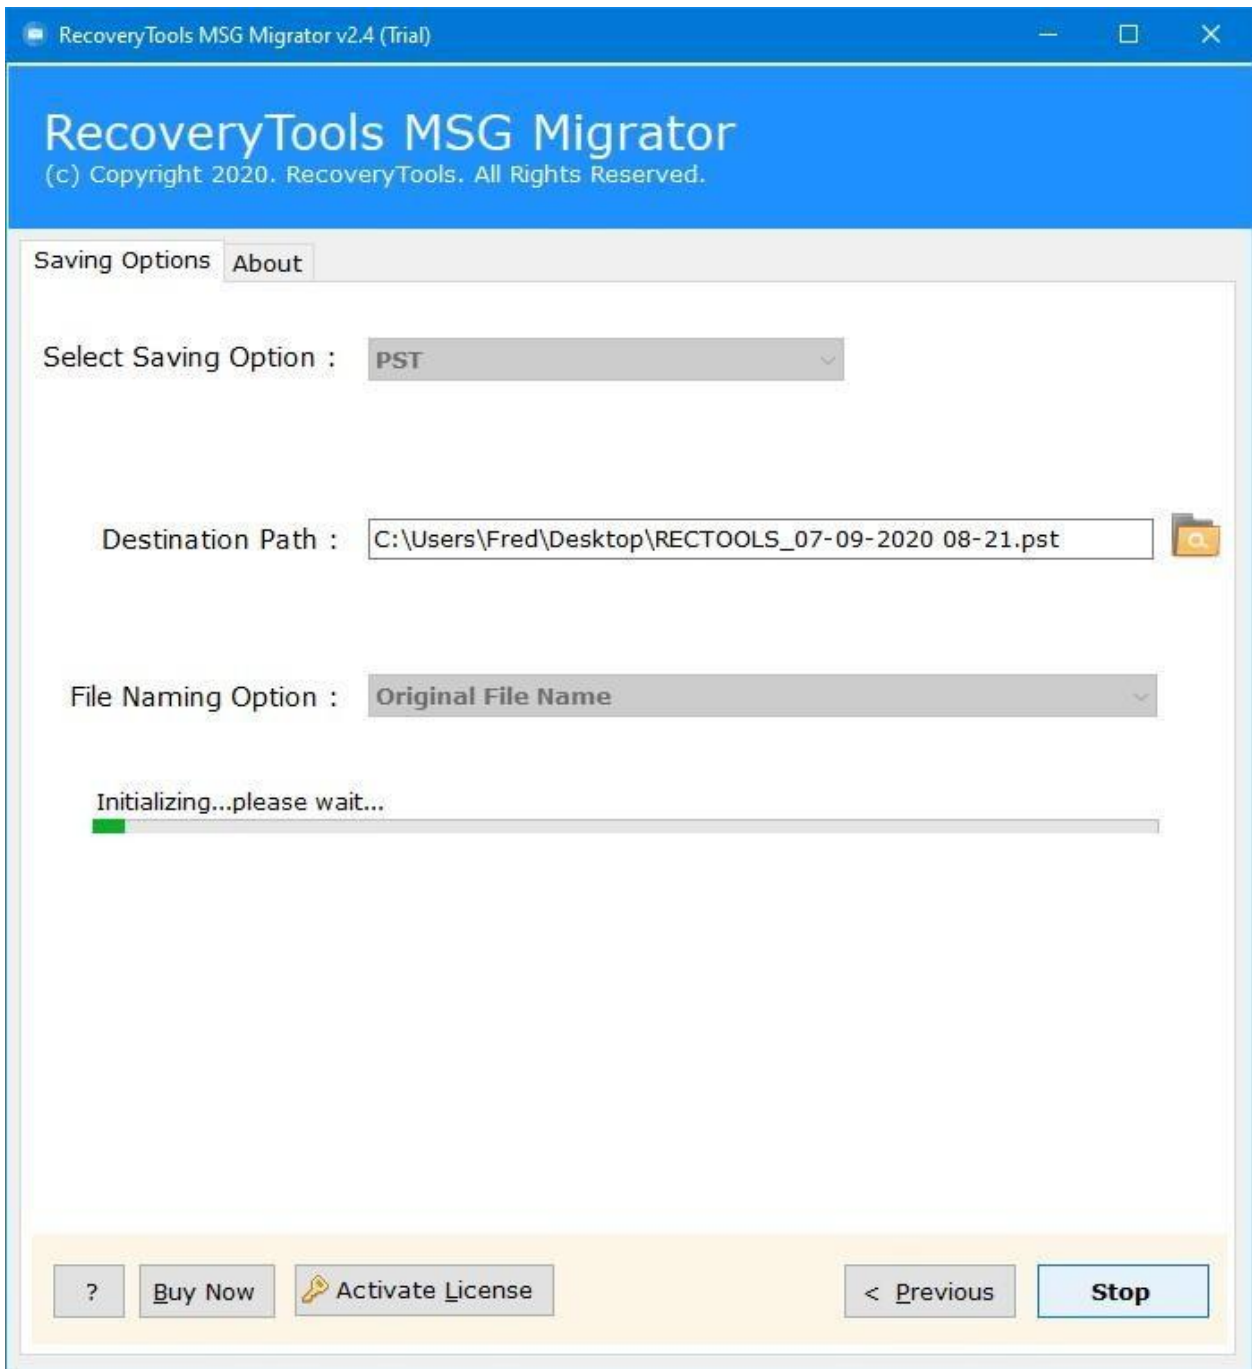 RecoveryTools MSG Migrator v2.4 (Trial)
RecoveryTools MSG Migrator
(c) Copyright 2020. RecoveryTools. All Rights Reserved.
Saving Options About
Select Saving Option : PST
Destination Path : C:\Users\Fred\Desktop\RECTOOLS_07-09-2020 08-21.pst
File Naming Option : Original File Name
Initializing...please wait...
? Buy Now Activate License < Previous Stop